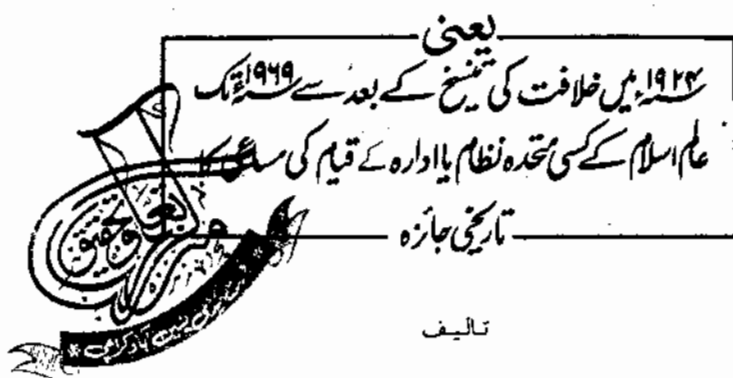 یعنی
۱۹۲۴ء میں خلافت کی تنسیخ کے بعد سے ۱۹۶۹ء تک
عالم اسلام کے کسی متحدہ نظام یا ادارہ کے قیام کی مساعی کا
تاریخی جائزہ
تالیف